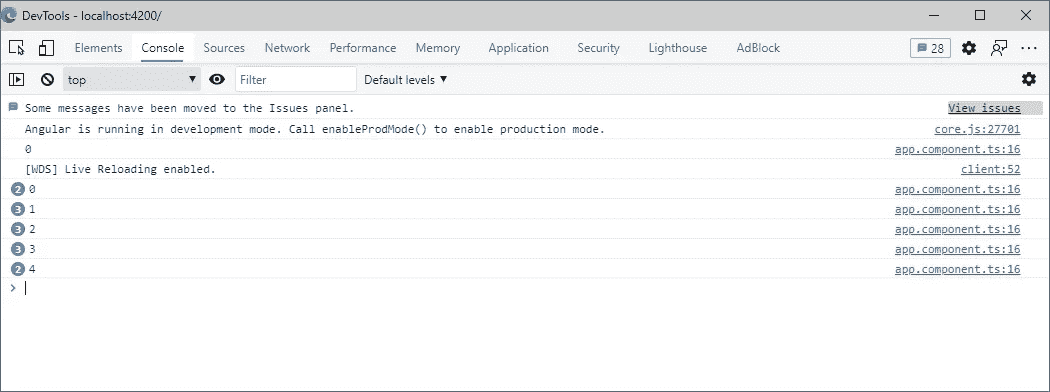 DevTools - localhost:4200/
Elements Console Sources Network Performance Memory Application Security Lighthouse AdBlock 28
top Filter Default levels
Some messages have been moved to the Issues panel. View issues
Angular is running in development mode. Call enableProdMode() to enable production mode. core.js:27701
0 app.component.ts:16
[WDS] Live Reloading enabled. client:52
2 0 app.component.ts:16
3 1 app.component.ts:16
3 2 app.component.ts:16
3 3 app.component.ts:16
2 4 app.component.ts:16
>